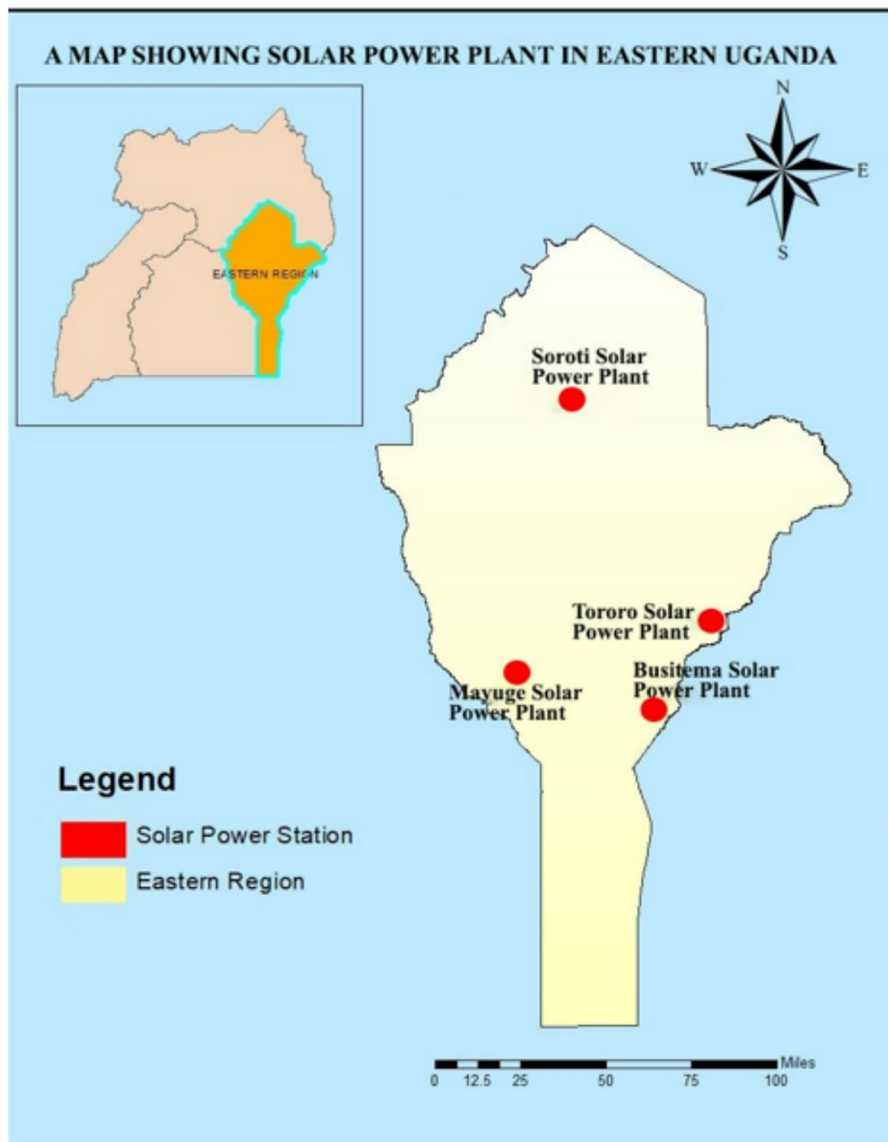 A MAP SHOWING SOLAR POWER PLANT IN EASTERN UGANDA
N
W
E
S
EASTERN REGION
Soroti Solar
Power Plant
Tororo Solar
Power Plant
Busitema Solar
Power Plant
Mayuge Solar
Power Plant
Legend
Solar Power Station
Eastern Region
Miles
0 12.5 25 50 75 100